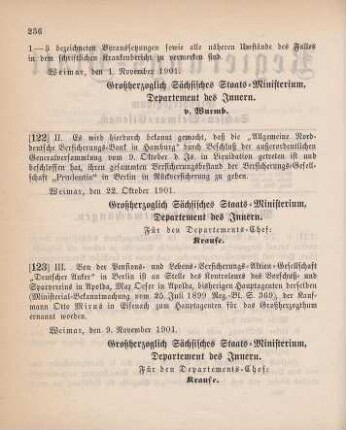 256
1—3 bezeichneten Voraussetzungen sowie alle näheren Umstände des Falles in
dem schriftlichen Krankenbericht zu vermerken sind.
Weimar, den 1. November 1901.
Großherzoglich Sächsisches Staats-Ministerium,
Departement des Innern.
v. Wurmb.
[122] II. Es wird hierdurch bekannt gemacht, daß die „Allgemeine Nord-
deutsche Versicherungs-Bank in Hamburg“ durch Beschluß der außerordentlichen
Generalversammlung vom 9. Oktober d. Js. in Liquidation getreten ist und
beschlossen hat, ihren gesammten Versicherungsbestand der Versicherungs-Gesell-
schaft „Prudentia“ in Berlin in Rückversicherung zu geben.
Weimar, den 22. Oktober 1901.
Großherzoglich Sächsisches Staats-Ministerium,
Departement des Innern.
Für den Departements-Chef:
Krause.
[123] III. Von der Pensions- und Lebens-Versicherungs-Aktien-Gesellschaft
„Deutscher Anker“ in Berlin ist an Stelle des Kontroleurs des Vorschuß- und
Sparvereins in Apolda, Max Oeser in Apolda, bisherigen Hauptagenten derselben
(Ministerial-Bekanntmachung vom 25. Juli 1899 Reg.-Bl. S. 369), der Kauf-
mann Otto Mirus in Eisenach zum Hauptagenten für das Großherzogthum
ernannt worden.
Weimar, den 9. November 1901.
Großherzoglich Sächsisches Staats-Ministerium,
Departement des Innern.
Für den Departements-Chef:
Krause.